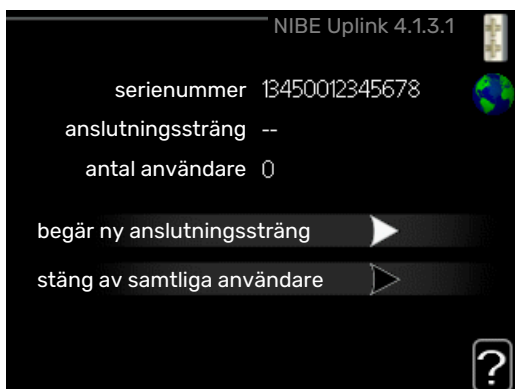 NIBE Uplink 4.1.3.1
serienummer 13450012345678
anslutningssträng --
antal användare 0
begär ny anslutningssträng
stäng av samtliga användare
?